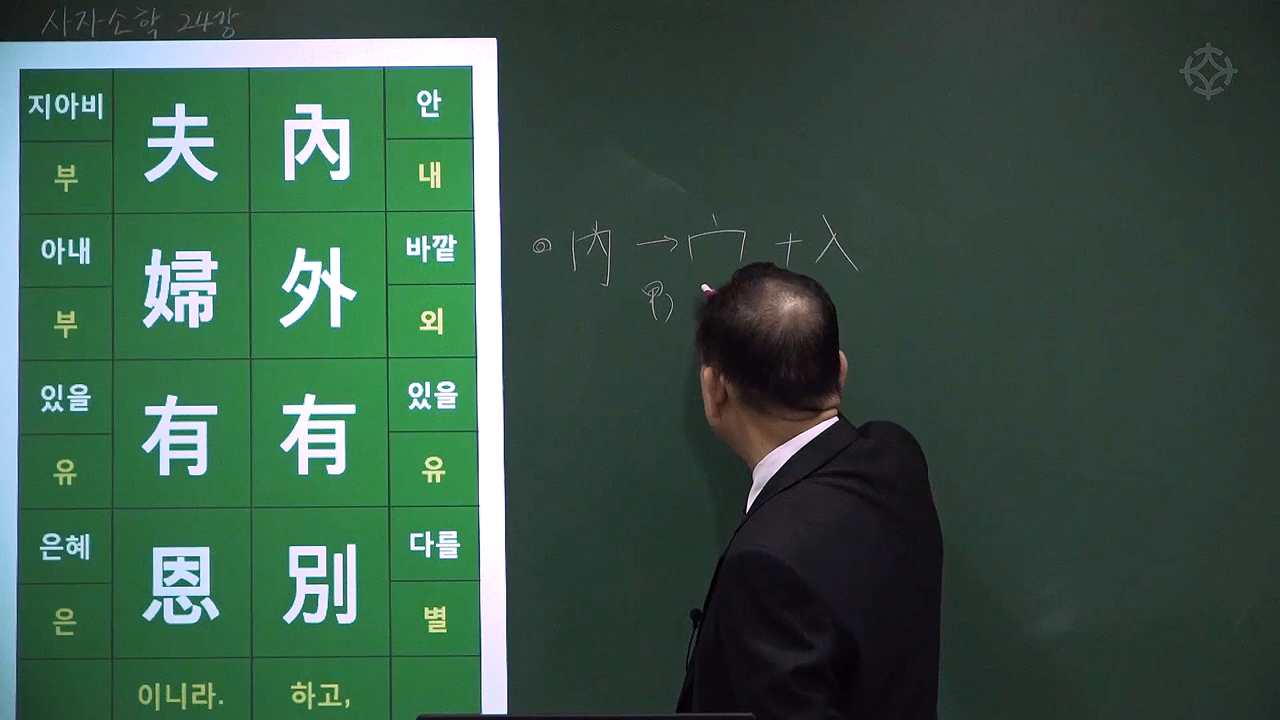 사자소학 24강
지아비 夫 內 안
부 내
아내 婦 外 바깥
부 외
있을 有 有 있을
유 유
은혜 恩 別 다를
은 별
이니라. 하고,
◎ 內 → 宀 + 入